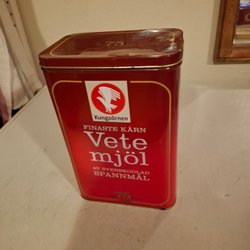 Kungsörnen
FINASTE KÄRN
Vete
mjöl
AV SVENSKODLAD
SPANNMÅL